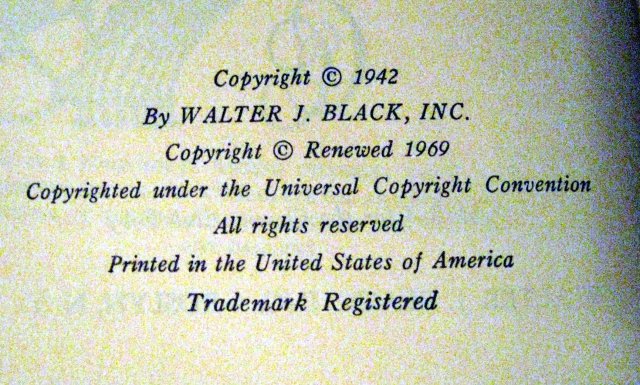 Copyright © 1942
By WALTER J. BLACK, INC.
Copyright © Renewed 1969
Copyrighted under the Universal Copyright Convention
All rights reserved
Printed in the United States of America
Trademark Registered